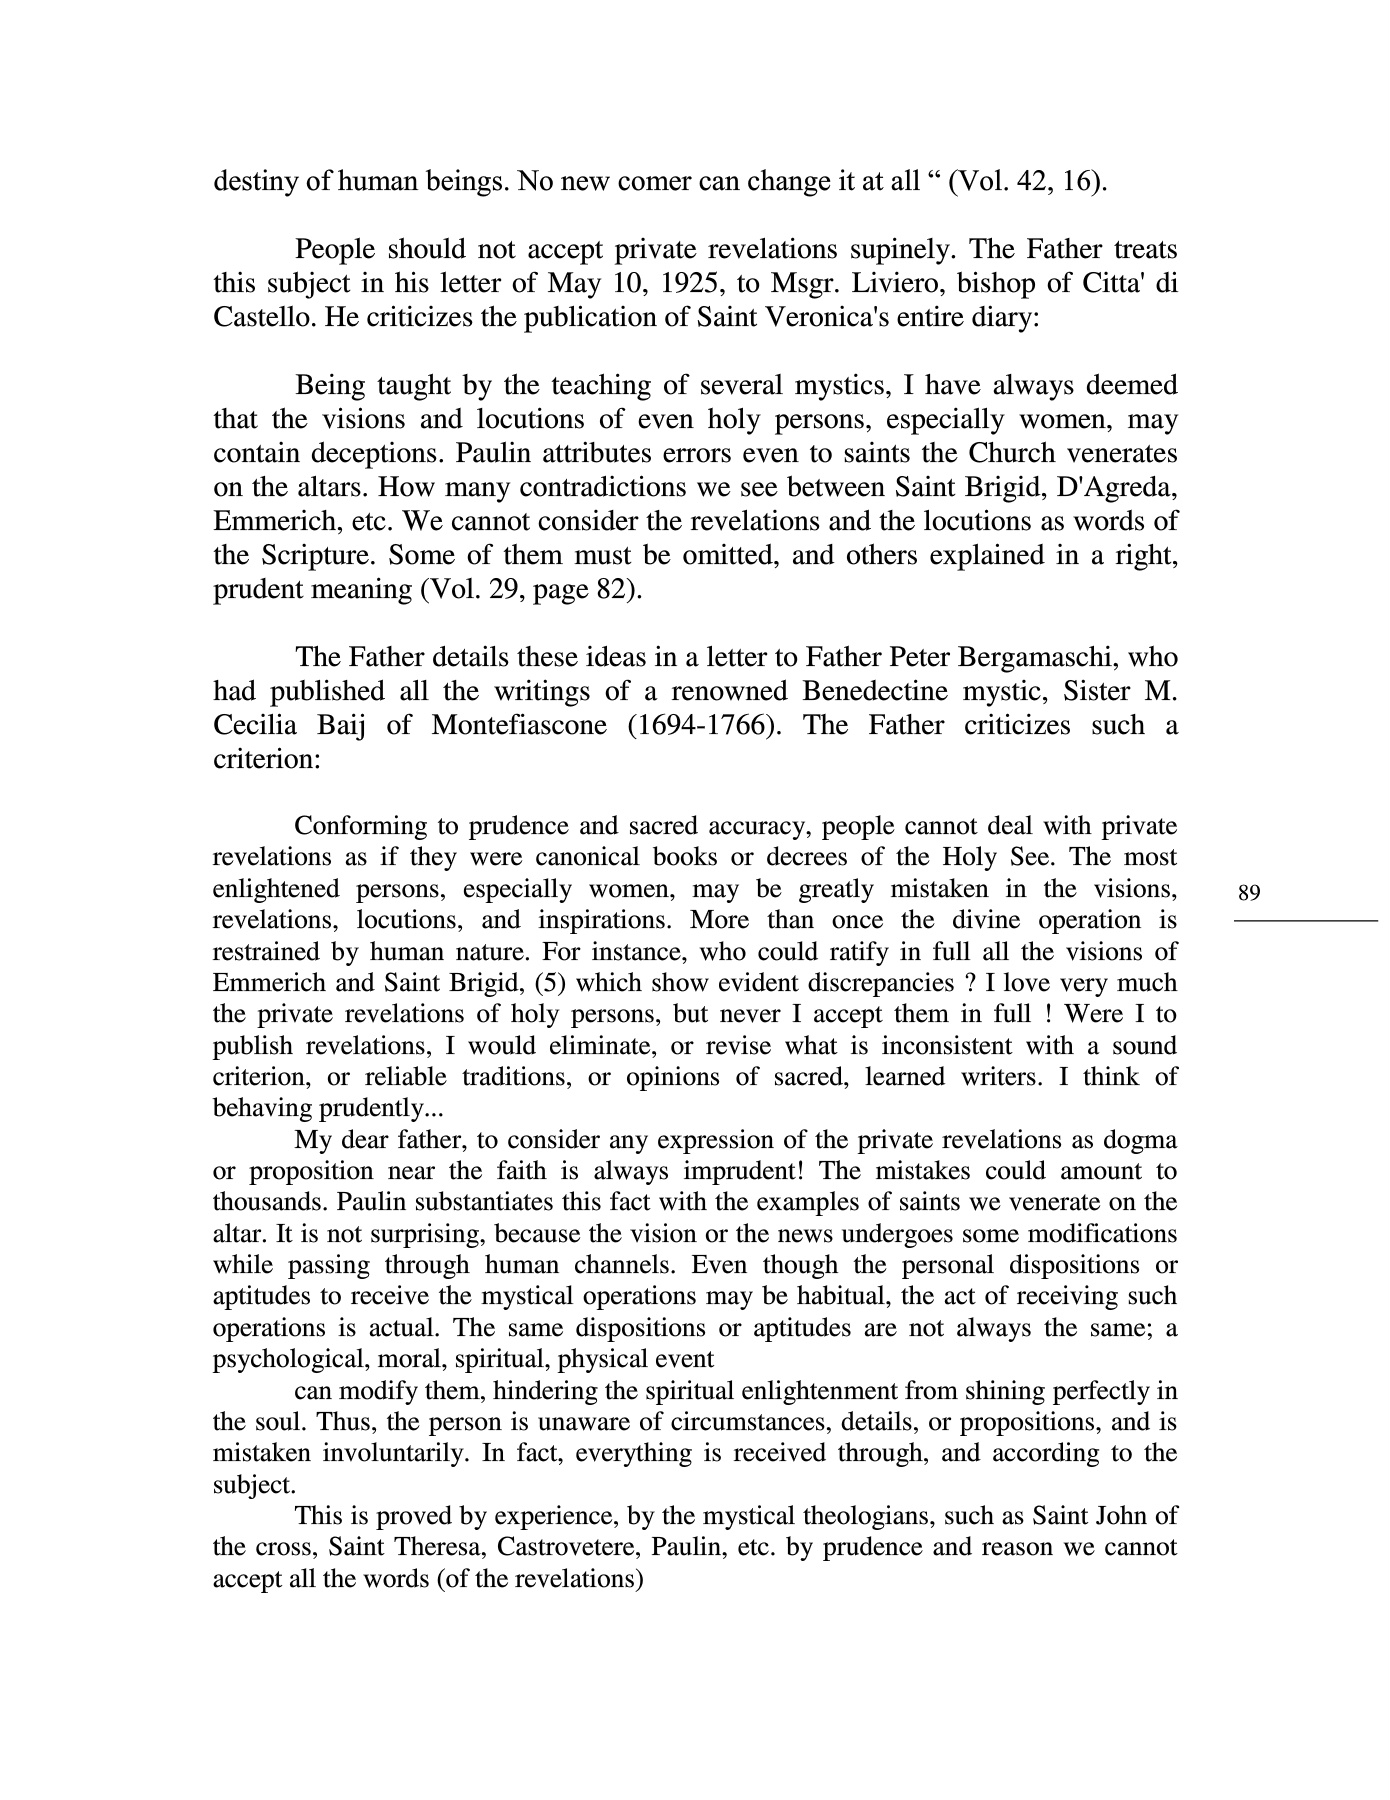 destiny of human beings. No new comer can change it at all “ (Vol. 42, 16).
People should not accept private revelations supinely. The Father treats
this subject in his letter of May 10, 1925, to Msgr. Liviero, bishop of Citta' di
Castello. He criticizes the publication of Saint Veronica's entire diary:
Being taught by the teaching of several mystics, I have always deemed
that the visions and locutions of even holy persons, especially women, may
contain deceptions. Paulin attributes errors even to saints the Church venerates
on the altars. How many contradictions we see between Saint Brigid, D'Agreda,
Emmerich, etc. We cannot consider the revelations and the locutions as words of
the Scripture. Some of them must be omitted, and others explained in a right,
prudent meaning (Vol. 29, page 82).
The Father details these ideas in a letter to Father Peter Bergamaschi, who
had published all the writings of a renowned Benedectine mystic, Sister M.
Cecilia Baij of Montefiascone (1694-1766). The Father criticizes such a
criterion:
Conforming to prudence and sacred accuracy, people cannot deal with private
revelations as if they were canonical books or decrees of the Holy See. The most
enlightened persons, especially women, may be greatly mistaken in the visions,
revelations, locutions, and inspirations. More than once the divine operation is
restrained by human nature. For instance, who could ratify in full all the visions of
Emmerich and Saint Brigid, (5) which show evident discrepancies ? I love very much
the private revelations of holy persons, but never I accept them in full ! Were I to
publish revelations, I would eliminate, or revise what is inconsistent with a sound
criterion, or reliable traditions, or opinions of sacred, learned writers. I think of
behaving prudently...
My dear father, to consider any expression of the private revelations as dogma
or proposition near the faith is always imprudent! The mistakes could amount to
thousands. Paulin substantiates this fact with the examples of saints we venerate on the
altar. It is not surprising, because the vision or the news undergoes some modifications
while passing through human channels. Even though the personal dispositions or
aptitudes to receive the mystical operations may be habitual, the act of receiving such
operations is actual. The same dispositions or aptitudes are not always the same; a
psychological, moral, spiritual, physical event
can modify them, hindering the spiritual enlightenment from shining perfectly in
the soul. Thus, the person is unaware of circumstances, details, or propositions, and is
mistaken involuntarily. In fact, everything is received through, and according to the
subject.
This is proved by experience, by the mystical theologians, such as Saint John of
the cross, Saint Theresa, Castrovetere, Paulin, etc. by prudence and reason we cannot
accept all the words (of the revelations)
89